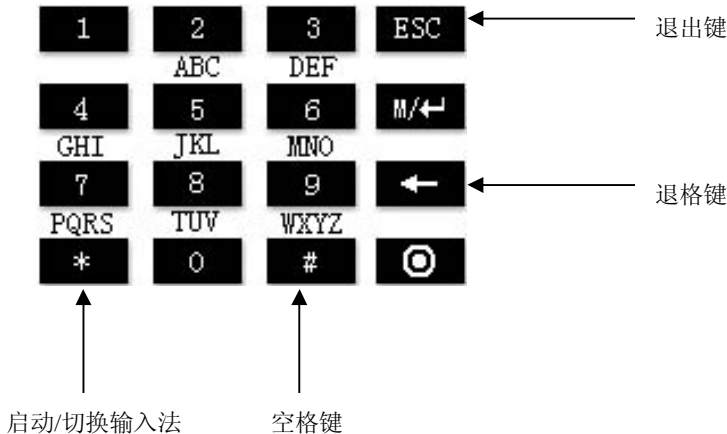 1 2 3 ESC 退出键
ABC DEF
4 5 6 M/↵
GHI JKL MNO
7 8 9 ← 退格键
PQRS TUV WXYZ
* 0 #
启动/切换输入法 空格键